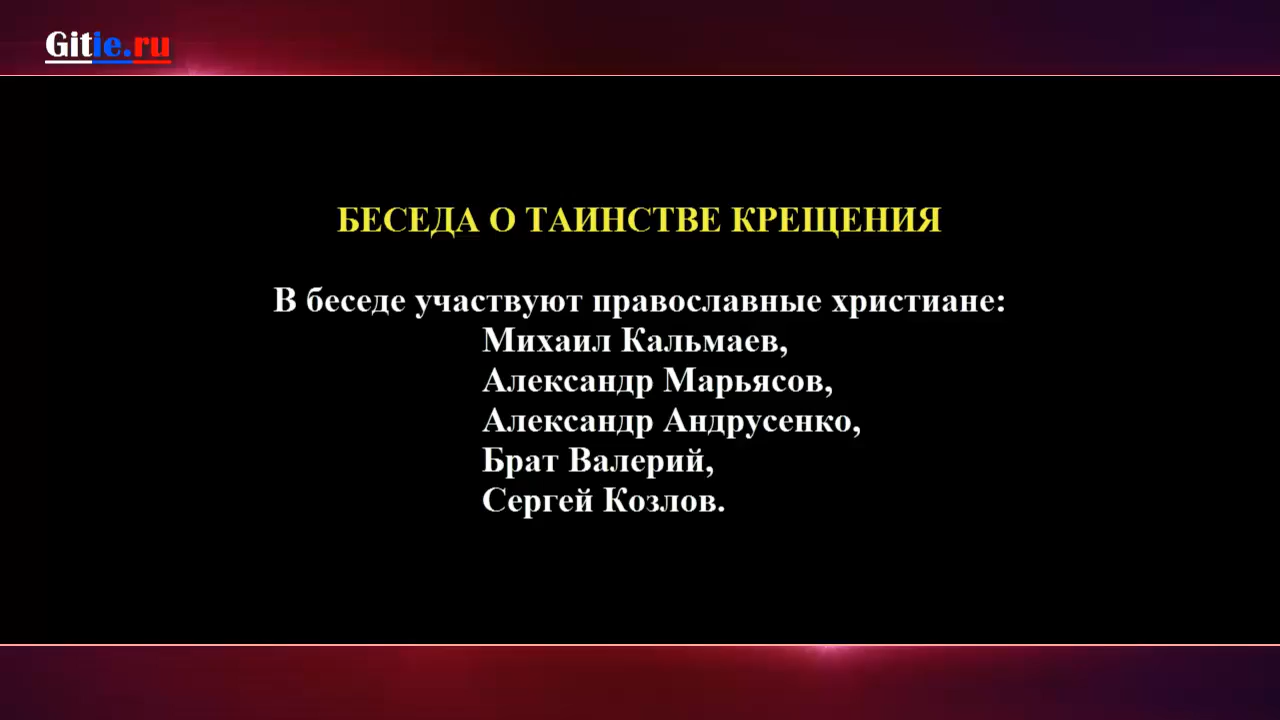 Gitie.ru
БЕСЕДА О ТАИНСТВЕ КРЕЩЕНИЯ
В беседе участвуют православные христиане:
Михаил Кальмаев,
Александр Марьясов,
Александр Андрусенко,
Брат Валерий,
Сергей Козлов.